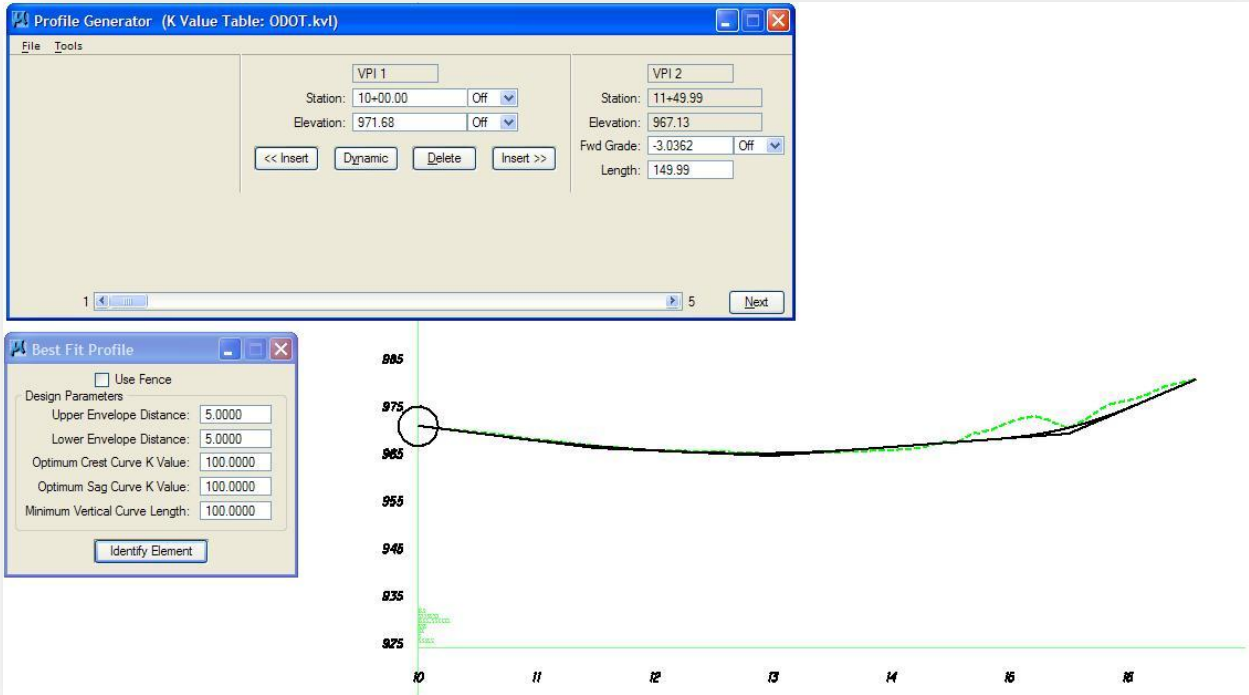 Profile Generator (K Value Table: ODOT.kvl)
File Tools
VPI 1
Station: 10+00.00 Off
Elevation: 971.68 Off
<< Insert Dynamic Delete Insert >>
VPI 2
Station: 11+49.99
Elevation: 967.13
Fwd Grade: -3.0362 Off
Length: 149.99
1 5 Next
Best Fit Profile
Use Fence
Design Parameters
Upper Envelope Distance: 5.0000
Lower Envelope Distance: 5.0000
Optimum Crest Curve K Value: 100.0000
Optimum Sag Curve K Value: 100.0000
Minimum Vertical Curve Length: 100.0000
Identify Element
985
975
965
955
945
935
925
10 11 12 13 14 15 16